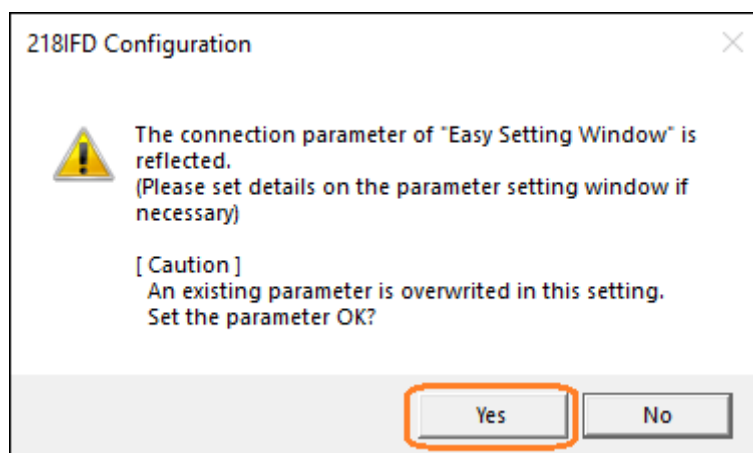 218IFD Configuration
The connection parameter of "Easy Setting Window" is
reflected.
(Please set details on the parameter setting window if
necessary)
[ Caution ]
An existing parameter is overwrited in this setting.
Set the parameter OK?
Yes
No